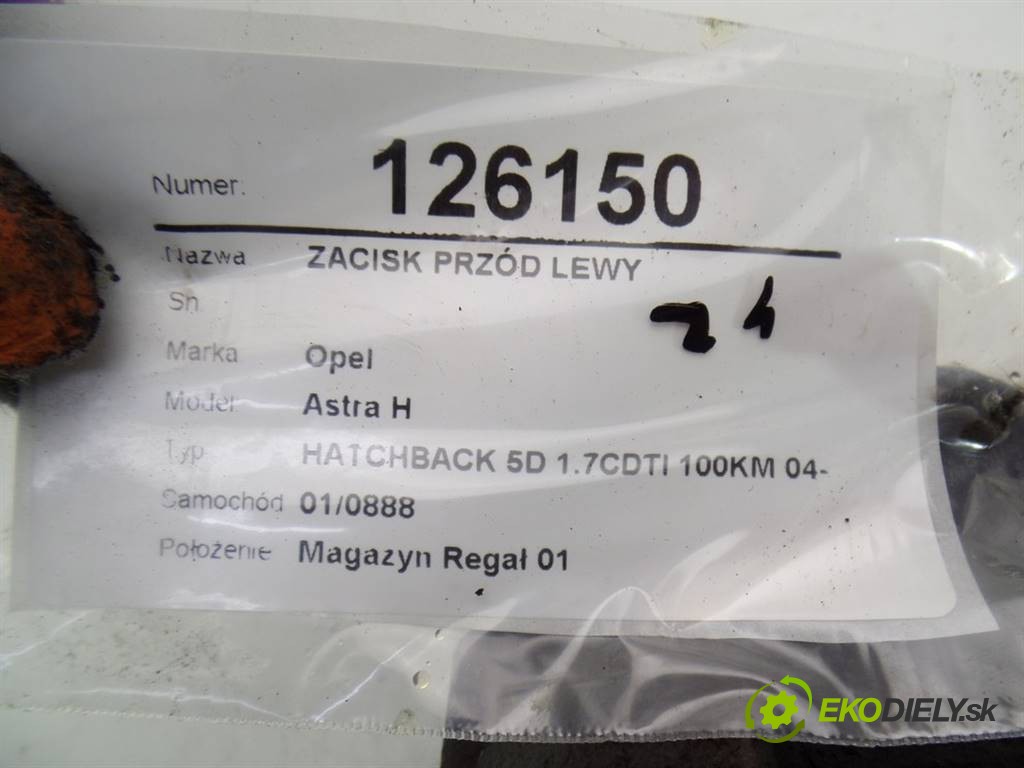 Numer: 126150
Nazwa ZACISK PRZÓD LEWY
Sn
Marka Opel
Model: Astra H
Typ HATCHBACK 5D 1.7CDTI 100KM 04-
Samochód 01/0888
Położenie Magazyn Regał 01
EKODIELY.sk